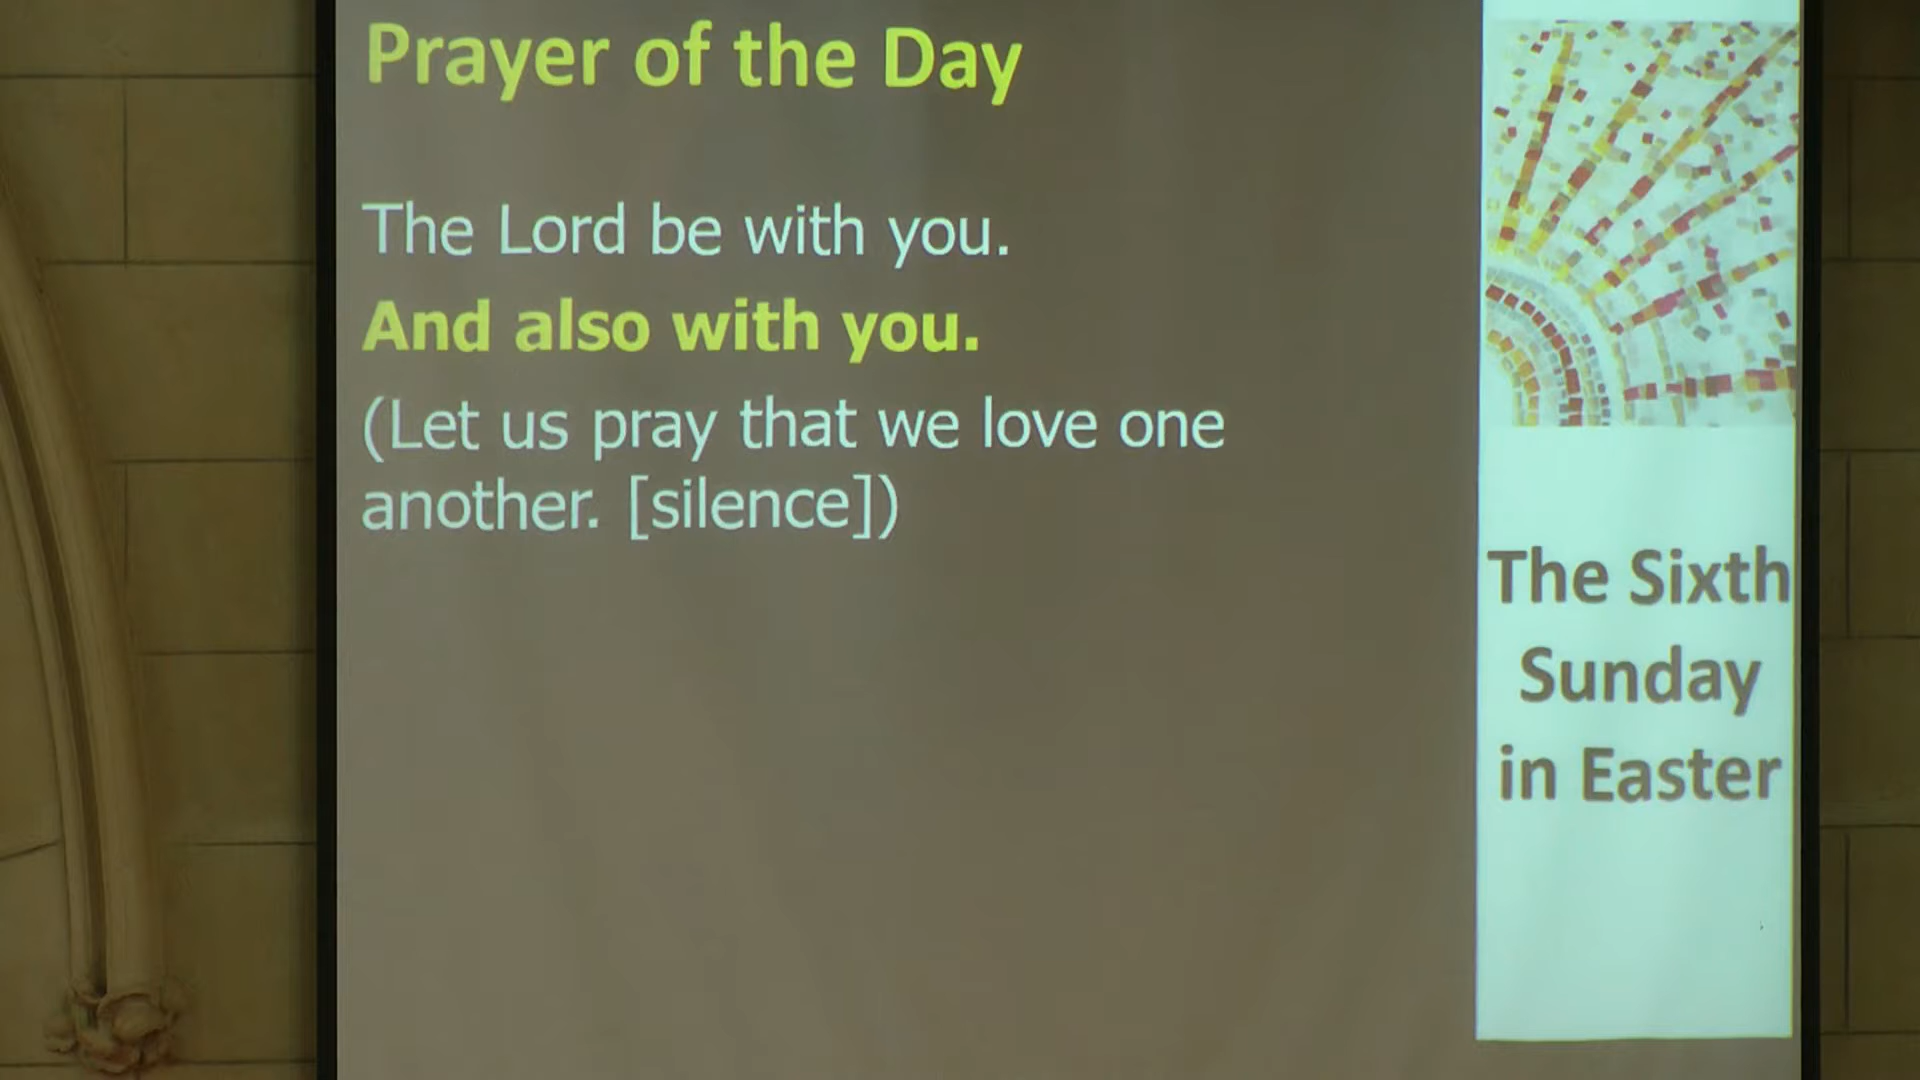 Prayer of the Day
The Lord be with you.
And also with you.
(Let us pray that we love one
another. [silence])
The Sixth
Sunday
in Easter